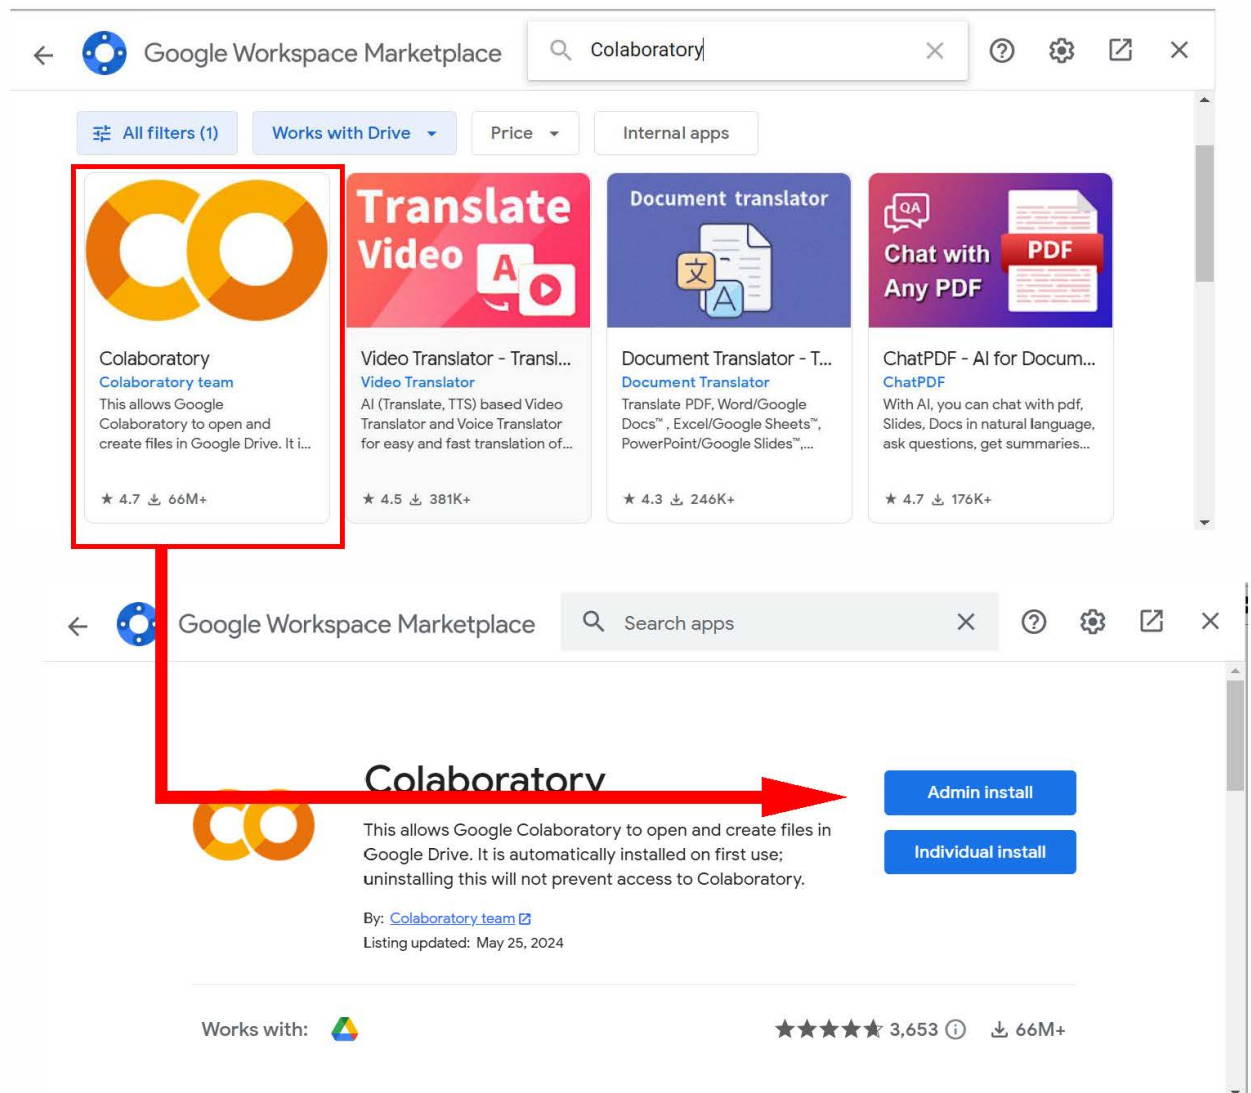 Google Workspace Marketplace
Colaboratory
All filters (1)
Works with Drive
Price
Internal apps
Translate
Video
A
Document translator
文
A
QA
Chat with
Any PDF
PDF
Colaboratory
Colaboratory team
This allows Google
Colaboratory to open and
create files in Google Drive. It i...
★ 4.7 66M+
Video Translator - Transl...
Video Translator
AI (Translate, TTS) based Video
Translator and Voice Translator
for easy and fast translation of...
★ 4.5 381K+
Document Translator - T...
Document Translator
Translate PDF, Word/Google
Docs™ , Excel/Google Sheets™,
PowerPoint/Google Slides™,...
★ 4.3 246K+
ChatPDF - AI for Docum...
ChatPDF
With AI, you can chat with pdf,
Slides, Docs in natural language,
ask questions, get summaries...
★ 4.7 176K+
Google Workspace Marketplace
Search apps
Colaboratory
This allows Google Colaboratory to open and create files in
Google Drive. It is automatically installed on first use;
uninstalling this will not prevent access to Colaboratory.
By: Colaboratory team
Listing updated: May 25, 2024
Admin install
Individual install
Works with:
3,653
66M+